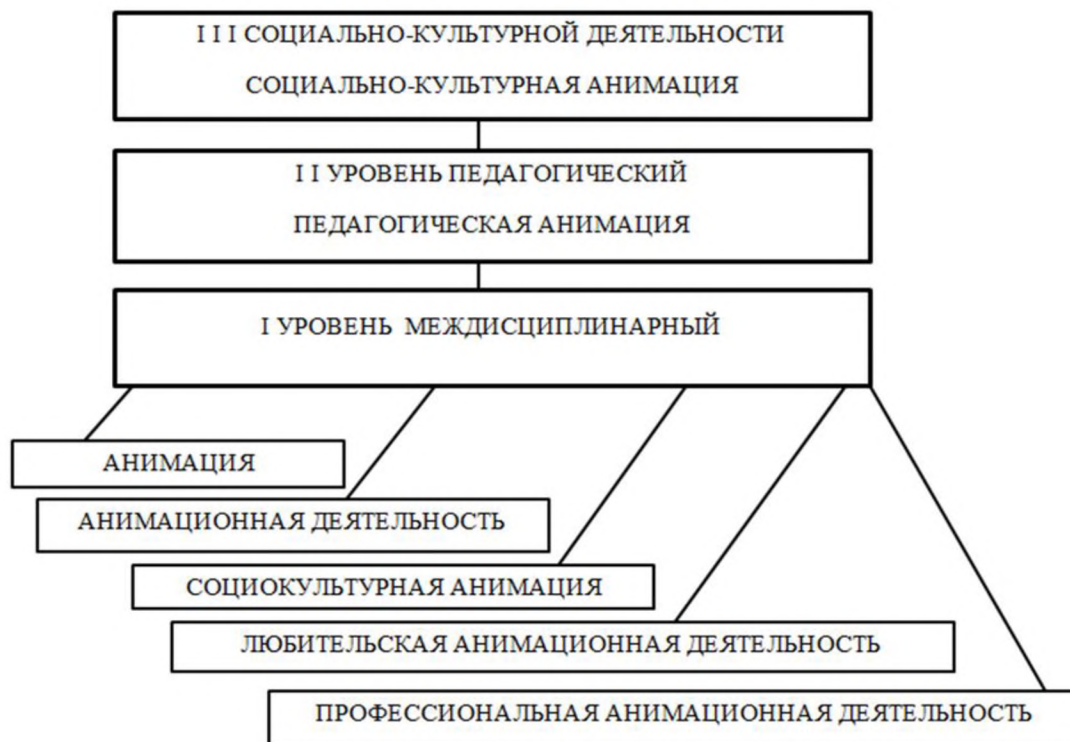 I I I СОЦИАЛЬНО-КУЛЬТУРНОЙ ДЕЯТЕЛЬНОСТИ
СОЦИАЛЬНО-КУЛЬТУРНАЯ АНИМАЦИЯ
I I УРОВЕНЬ ПЕДАГОГИЧЕСКИЙ
ПЕДАГОГИЧЕСКАЯ АНИМАЦИЯ
I УРОВЕНЬ МЕЖДИСЦИПЛИНАРНЫЙ
АНИМАЦИЯ
АНИМАЦИОННАЯ ДЕЯТЕЛЬНОСТЬ
СОЦИОКУЛЬТУРНАЯ АНИМАЦИЯ
ЛЮБИТЕЛЬСКАЯ АНИМАЦИОННАЯ ДЕЯТЕЛЬНОСТЬ
ПРОФЕССИОНАЛЬНАЯ АНИМАЦИОННАЯ ДЕЯТЕЛЬНОСТЬ